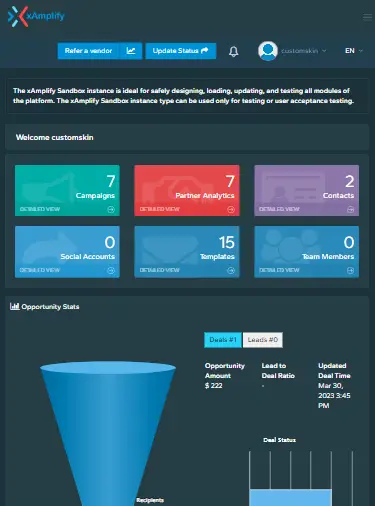 xAmplify
Refer a vendor
Update Status
customskin
EN
The xAmplify Sandbox instance is ideal for safely designing, loading, updating, and testing all modules of
the platform. The xAmplify Sandbox instance type can be used only for testing or user acceptance testing.
Welcome customskin
7
Campaigns
DETAILED VIEW
7
Partner Analytics
DETAILED VIEW
2
Contacts
DETAILED VIEW
0
Social Accounts
DETAILED VIEW
15
Templates
DETAILED VIEW
0
Team Members
DETAILED VIEW
Opportunity Stats
Deals #1
Leads #0
Opportunity
Amount
$ 222
Lead to
Deal Ratio
-
Updated
Deal Time
Mar 30,
2023 3:45
PM
Deal Status
Recipients